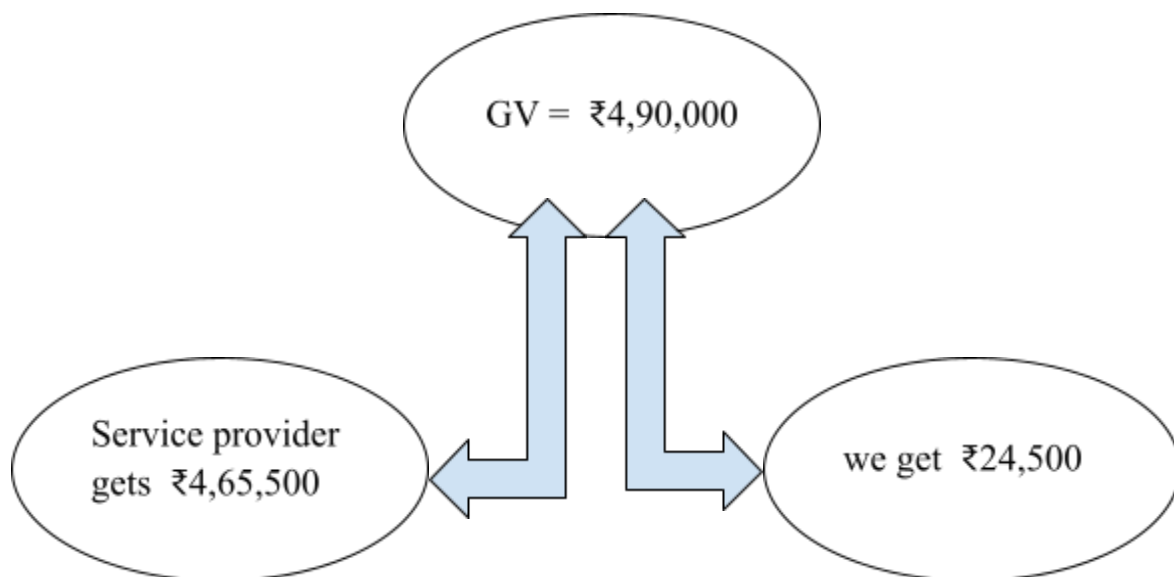 GV = ₹4,90,000
Service provider
gets ₹4,65,500
we get ₹24,500